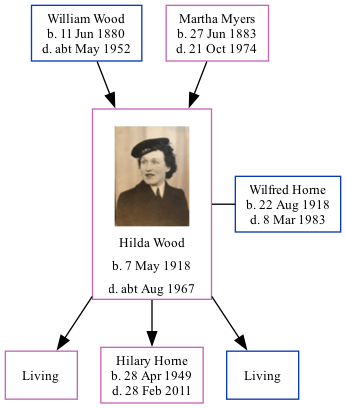 William Wood
b. 11 Jun 1880
d. abt May 1952
Martha Myers
b. 27 Jun 1883
d. 21 Oct 1974
Hilda Wood
b. 7 May 1918
d. abt Aug 1967
Wilfred Horne
b. 22 Aug 1918
d. 8 Mar 1983
Living
Hilary Horne
b. 28 Apr 1949
d. 28 Feb 2011
Living